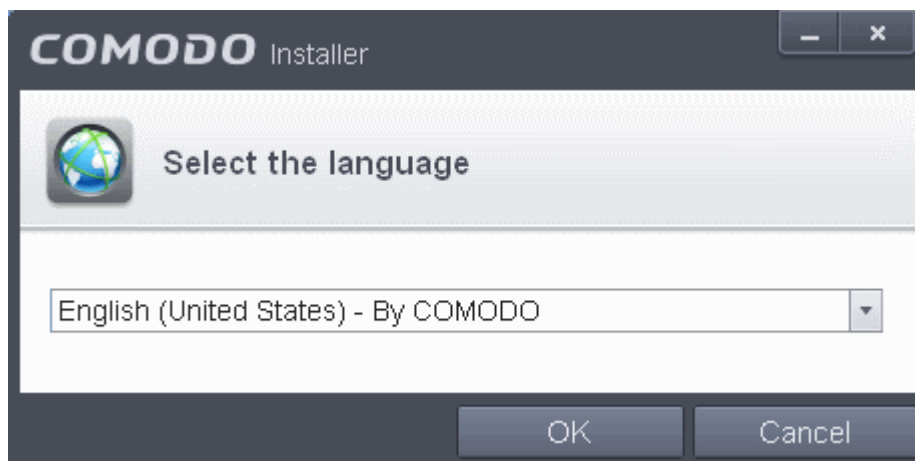 COMODO Installer
Select the language
English (United States) - By COMODO
OK Cancel